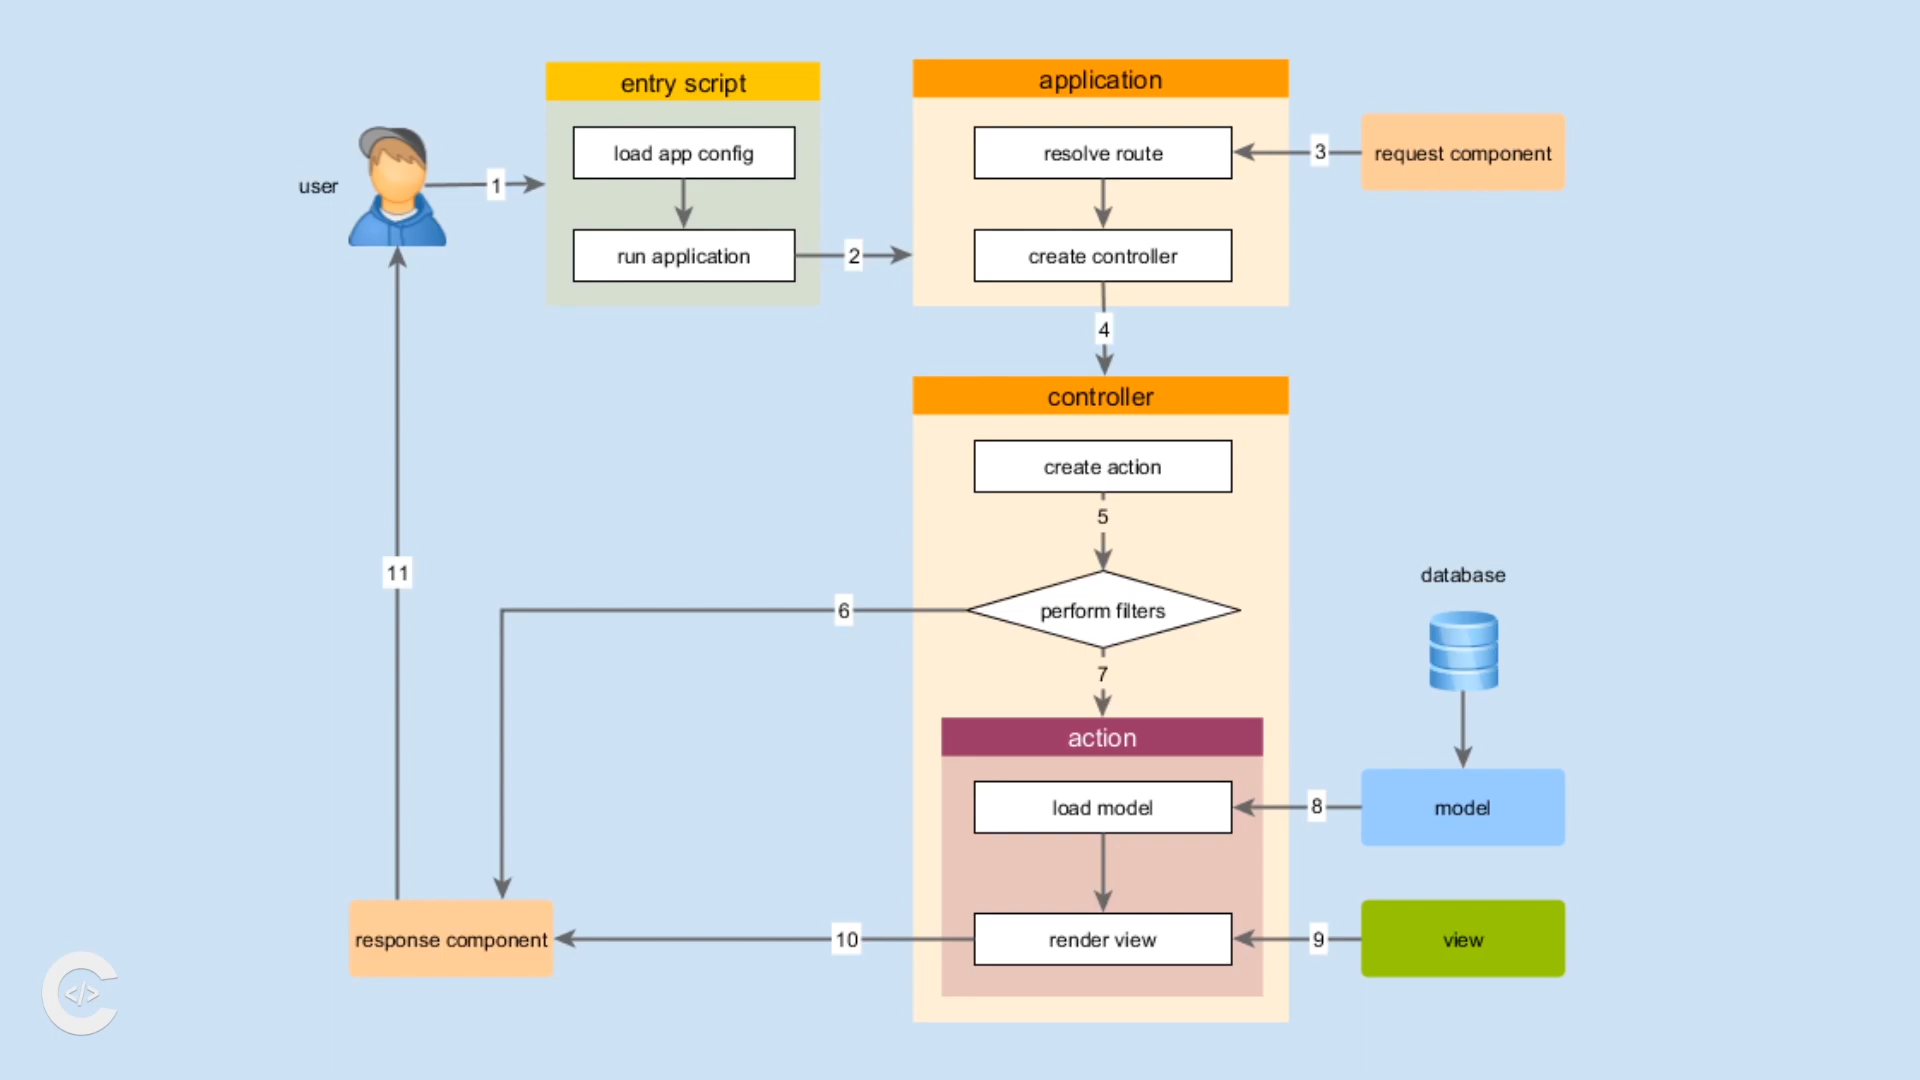 entry script
application
load app config
resolve route
3
request component
user
1
run application
2
create controller
4
controller
create action
5
11
database
6
perform filters
7
action
load model
8
model
response component
10
render view
9
view
</>